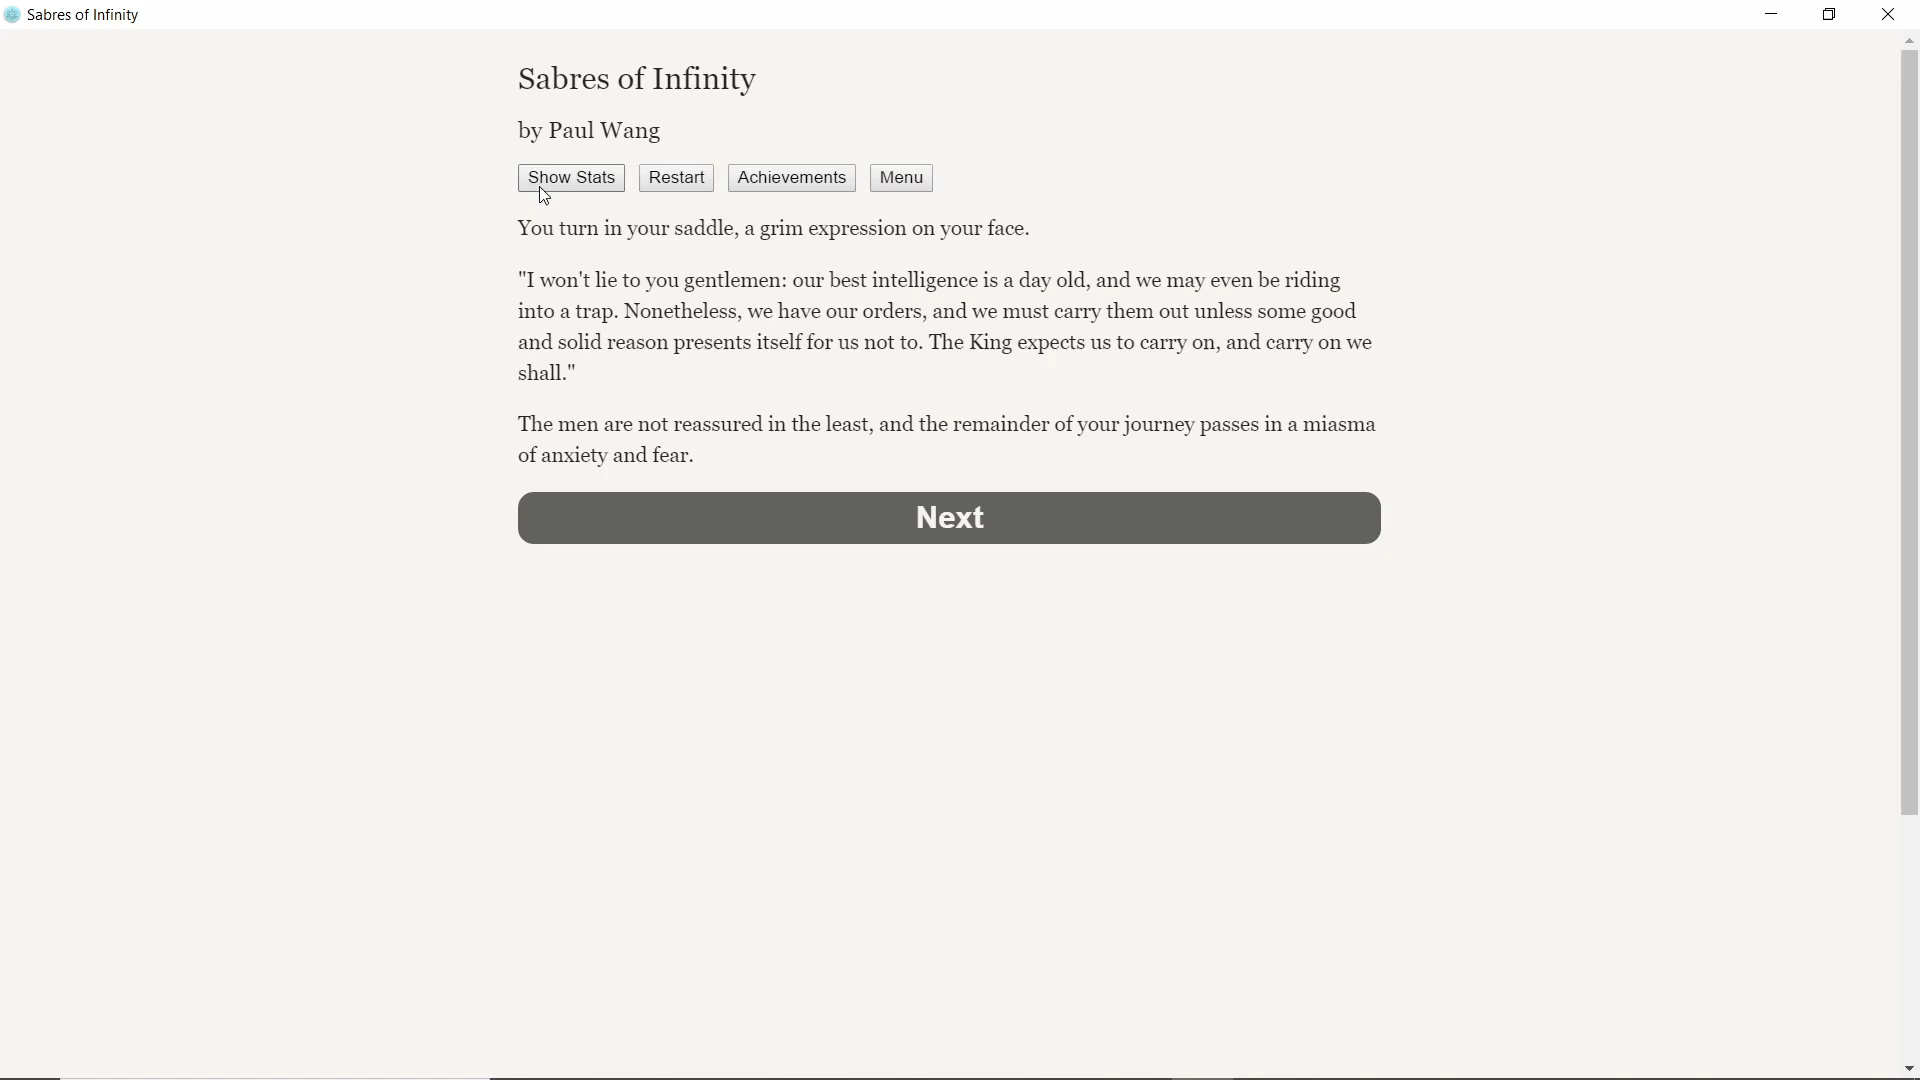 Sabres of Infinity
Sabres of Infinity
by Paul Wang
Show Stats Restart Achievements Menu
You turn in your saddle, a grim expression on your face.
"I won't lie to you gentlemen: our best intelligence is a day old, and we may even be riding
into a trap. Nonetheless, we have our orders, and we must carry them out unless some good
and solid reason presents itself for us not to. The King expects us to carry on, and carry on we
shall."
The men are not reassured in the least, and the remainder of your journey passes in a miasma
of anxiety and fear.
Next